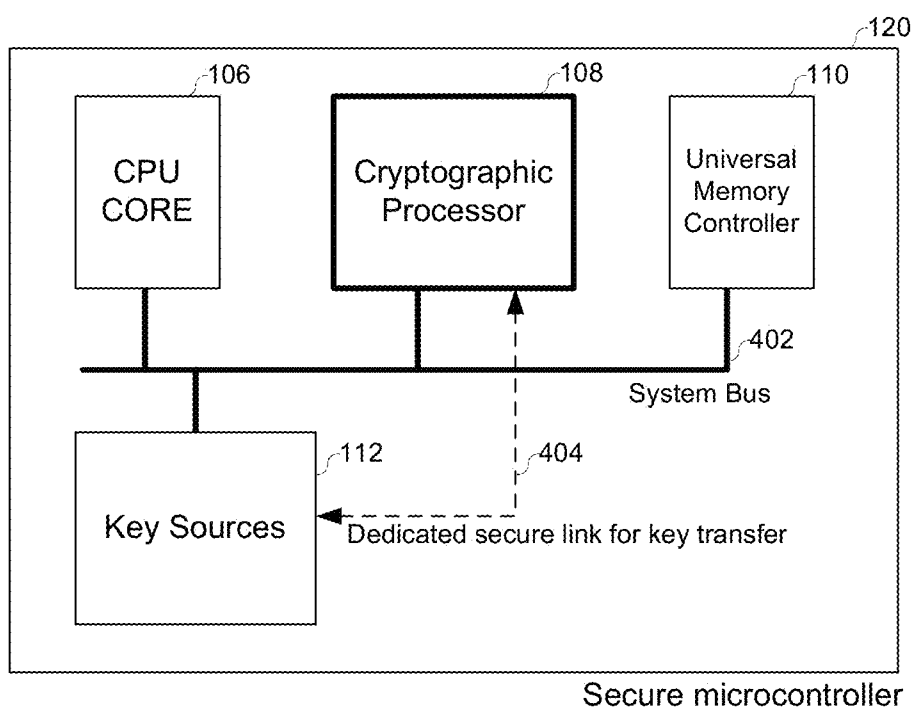 120
106
108
110
CPU
CORE
Cryptographic
Processor
Universal
Memory
Controller
402
System Bus
112
404
Key Sources
Dedicated secure link for key transfer
Secure microcontroller